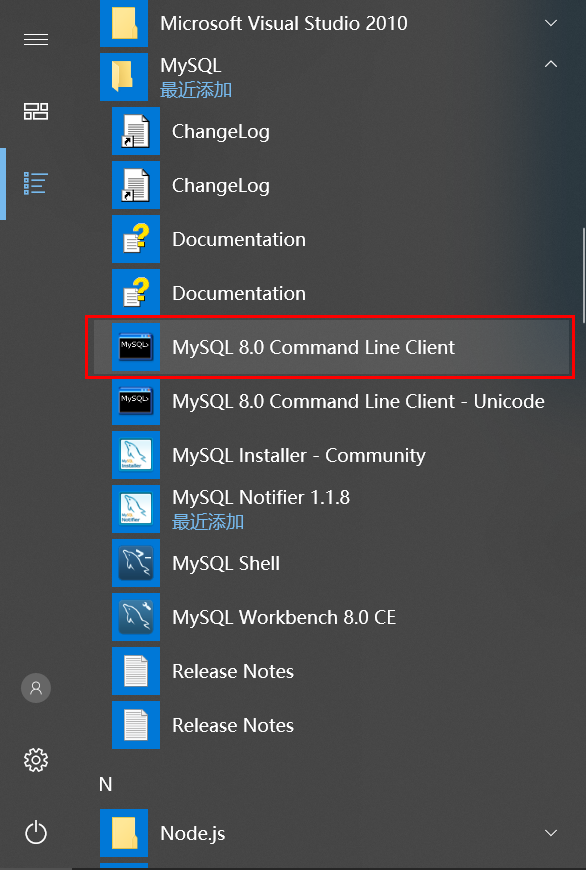 Microsoft Visual Studio 2010
MySQL
最近添加
ChangeLog
ChangeLog
Documentation
Documentation
MySQL 8.0 Command Line Client
MySQL 8.0 Command Line Client - Unicode
MySQL Installer - Community
MySQL Notifier 1.1.8
最近添加
MySQL Shell
MySQL Workbench 8.0 CE
Release Notes
Release Notes
N
Node.js